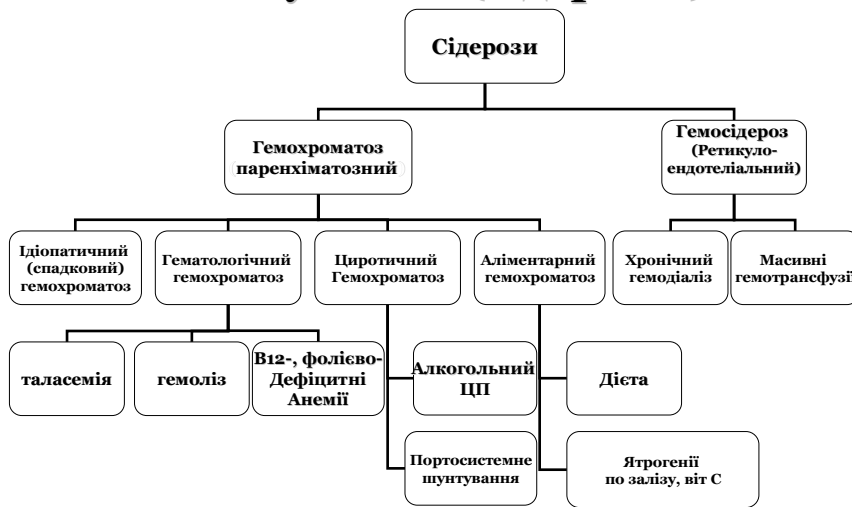 Сідерози
Гемохроматоз
(паренхіматозний)
Гемосідероз
(Ретикуло-
ендотеліальний)
Ідіопатичний
(спадковий)
гемохроматоз
Гематологічний
гемохроматоз
Циротичний
Гемохроматоз
Аліментарний
гемохроматоз
Хронічний
гемодіаліз
Масивні
гемотрансфузії
таласемія
гемоліз
В12-, фолієво-
Дефіцитні
Анемії
Алкогольний
ЦП
Дієта
Портосистемне
шунтування
Ятрогенії
по залізу, віт С